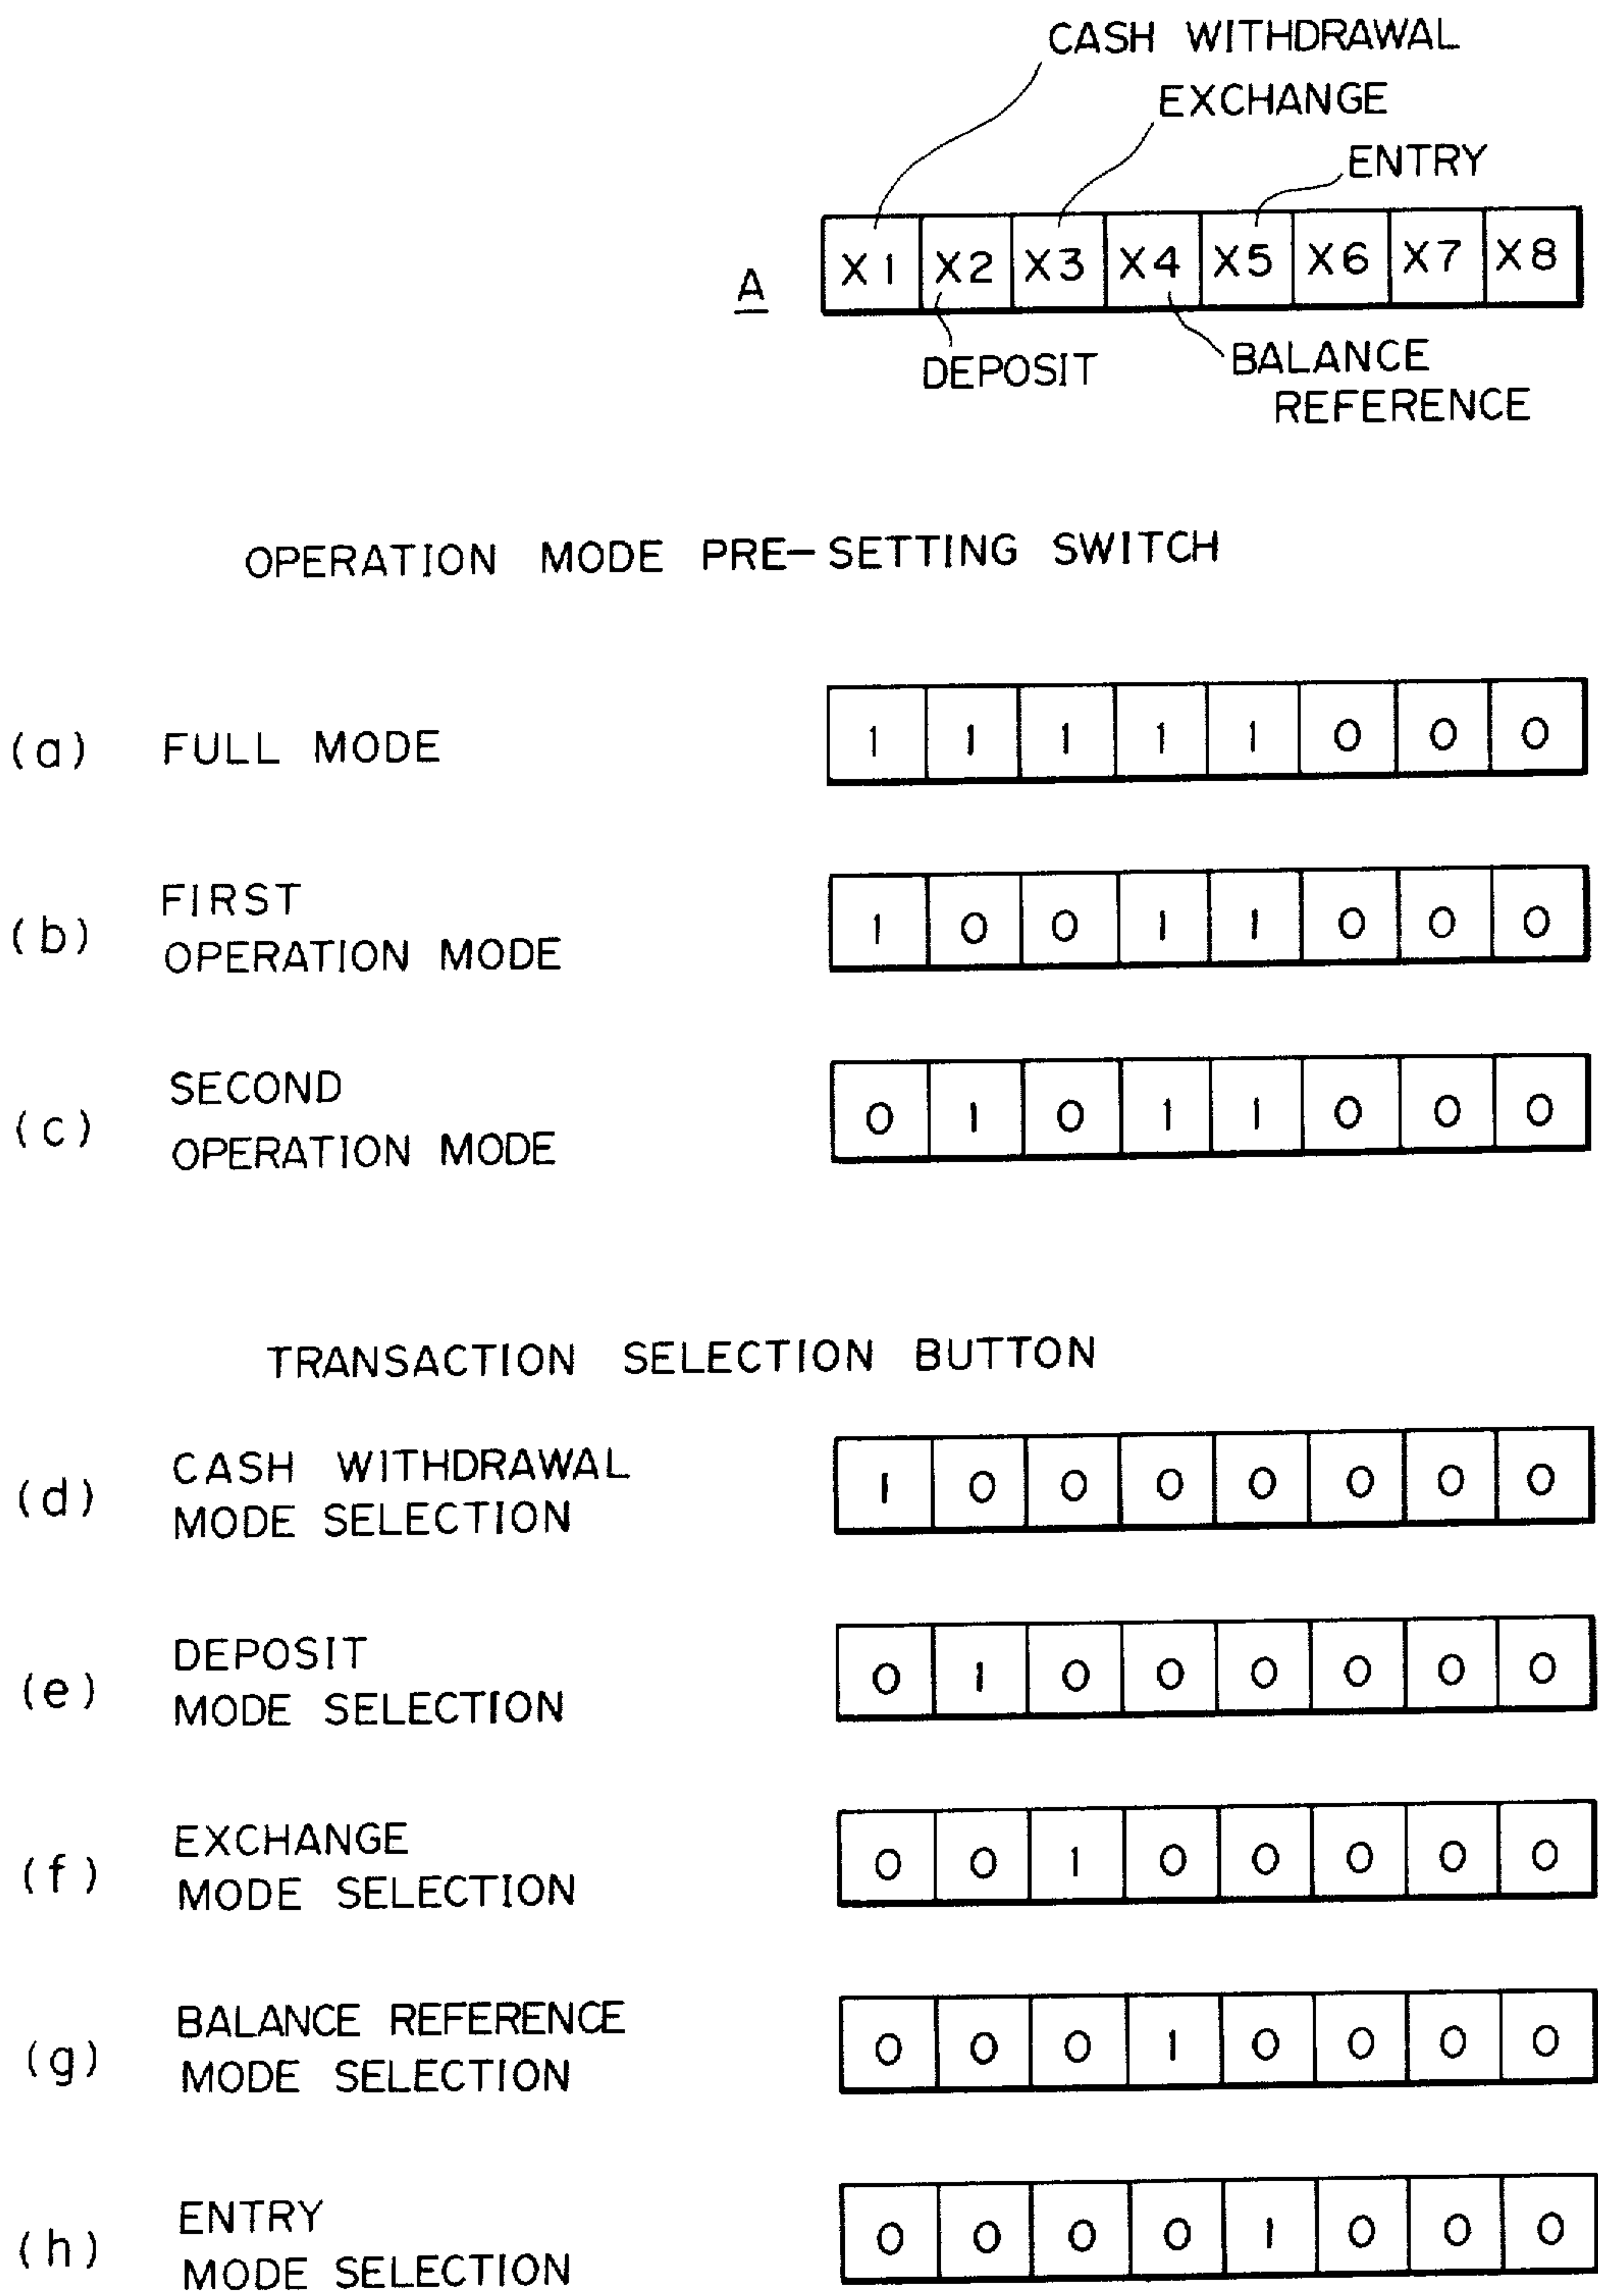 CASH WITHDRAWAL
EXCHANGE
ENTRY
A X1 X2 X3 X4 X5 X6 X7 X8
DEPOSIT
BALANCE
REFERENCE
OPERATION MODE PRE-SETTING SWITCH
(a) FULL MODE 1 1 1 1 1 0 0 0
(b) FIRST
OPERATION MODE 1 0 0 1 1 0 0 0
(c) SECOND
OPERATION MODE 0 1 0 1 1 0 0 0
TRANSACTION SELECTION BUTTON
(d) CASH WITHDRAWAL
MODE SELECTION 1 0 0 0 0 0 0 0
(e) DEPOSIT
MODE SELECTION 0 1 0 0 0 0 0 0
(f) EXCHANGE
MODE SELECTION 0 0 1 0 0 0 0 0
(g) BALANCE REFERENCE
MODE SELECTION 0 0 0 1 0 0 0 0
(h) ENTRY
MODE SELECTION 0 0 0 0 1 0 0 0